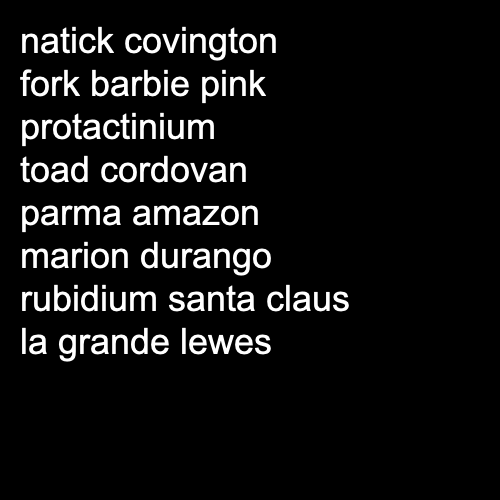 natick covington
fork barbie pink
protactinium
toad cordovan
parma amazon
marion durango
rubidium santa claus
la grande lewes